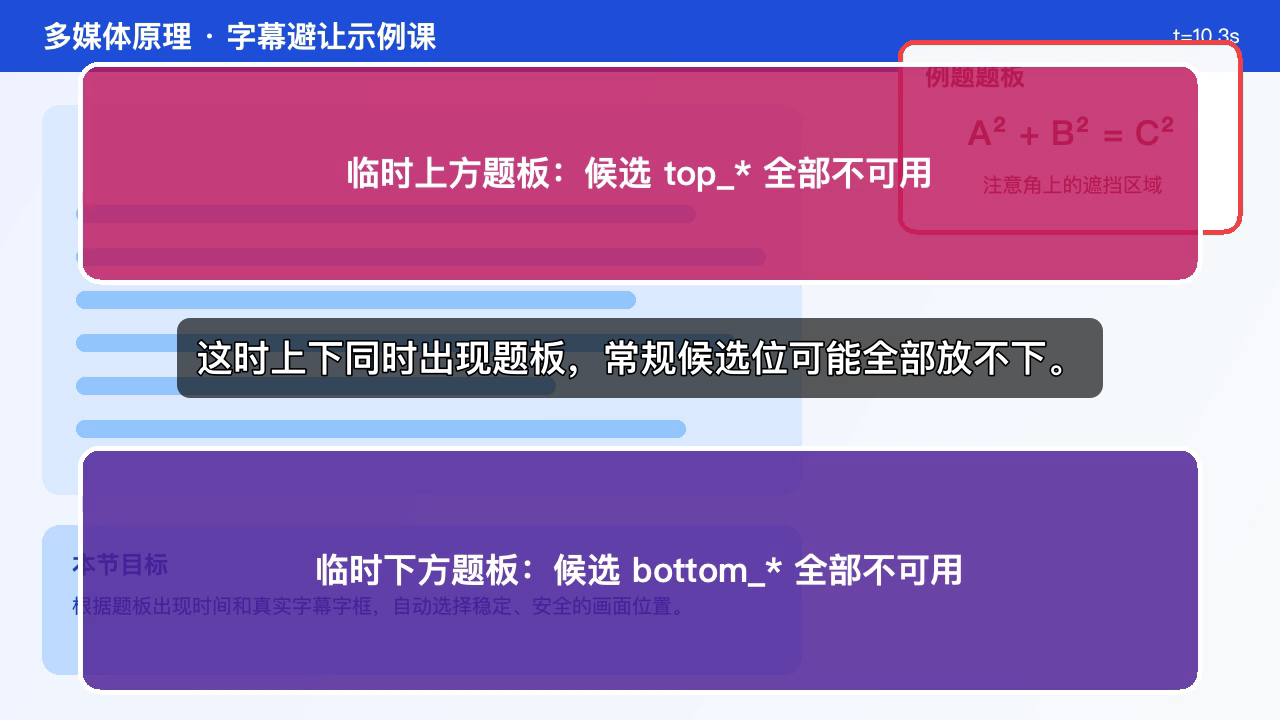 多媒体原理 · 字幕避让示例课
t=10.3s
例题题板
A² + B² = C²
注意角上的遮挡区域
临时上方题板：候选 top_* 全部不可用
这时上下同时出现题板，常规候选位可能全部放不下。
本节目标
临时下方题板：候选 bottom_* 全部不可用
根据题板出现时间和真实字幕字框，自动选择稳定、安全的画面位置。